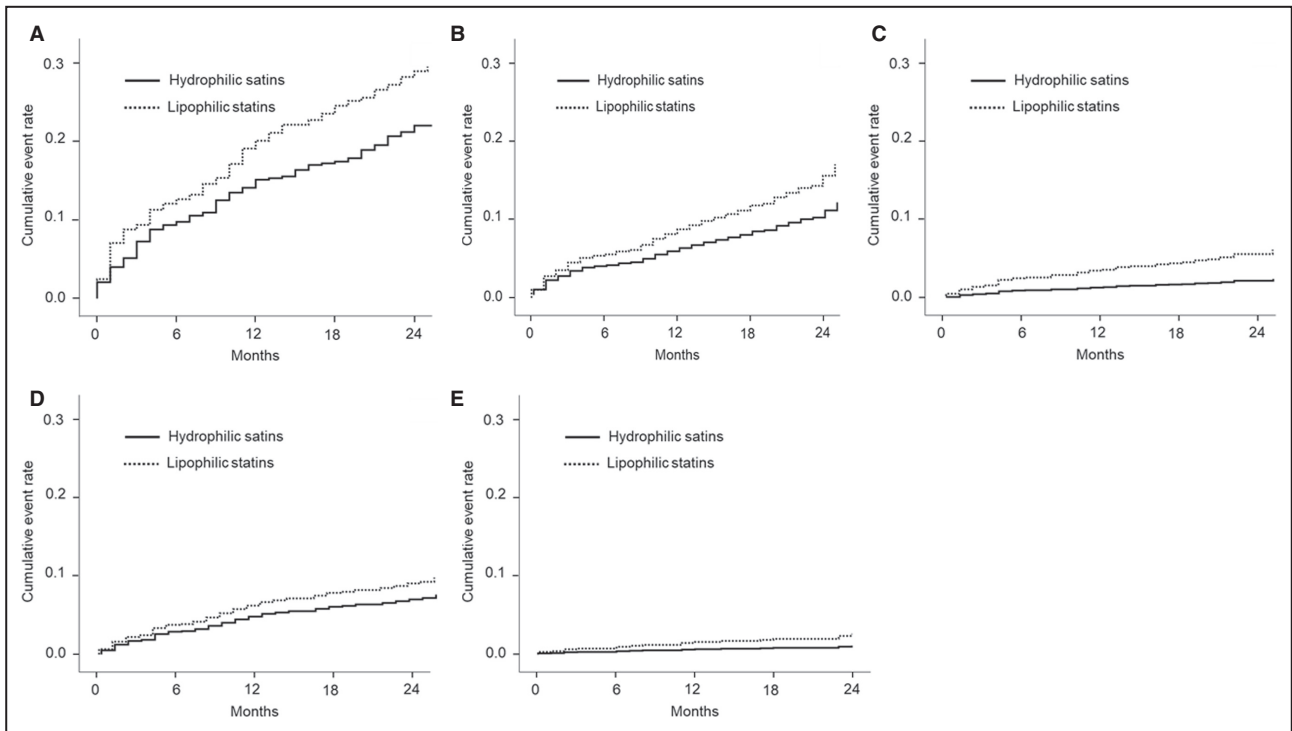 A
0.3
0.2
0.1
0.0
Cumulative event rate
Hydrophilic satins
Lipophilic statins
0 6 12 18 24
Months
B
0.3
0.2
0.1
0.0
Cumulative event rate
Hydrophilic satins
Lipophilic statins
0 6 12 18 24
Months
C
0.3
0.2
0.1
0.0
Cumulative event rate
Hydrophilic satins
Lipophilic statins
0 6 12 18 24
Months
D
0.3
0.2
0.1
0.0
Cumulative event rate
Hydrophilic satins
Lipophilic statins
0 6 12 18 24
Months
E
0.3
0.2
0.1
0.0
Cumulative event rate
Hydrophilic satins
Lipophilic statins
0 6 12 18 24
Months